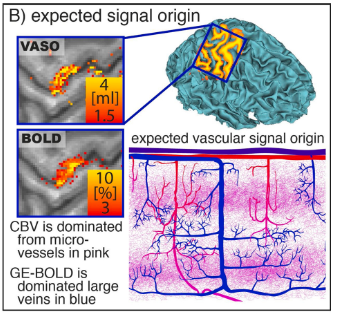 B) expected signal origin
VASO
4
[ml]
1.5
BOLD
10
[%]
3
expected vascular signal origin
CBV is dominated
from micro-
vessels in pink
GE-BOLD is
dominated large
veins in blue